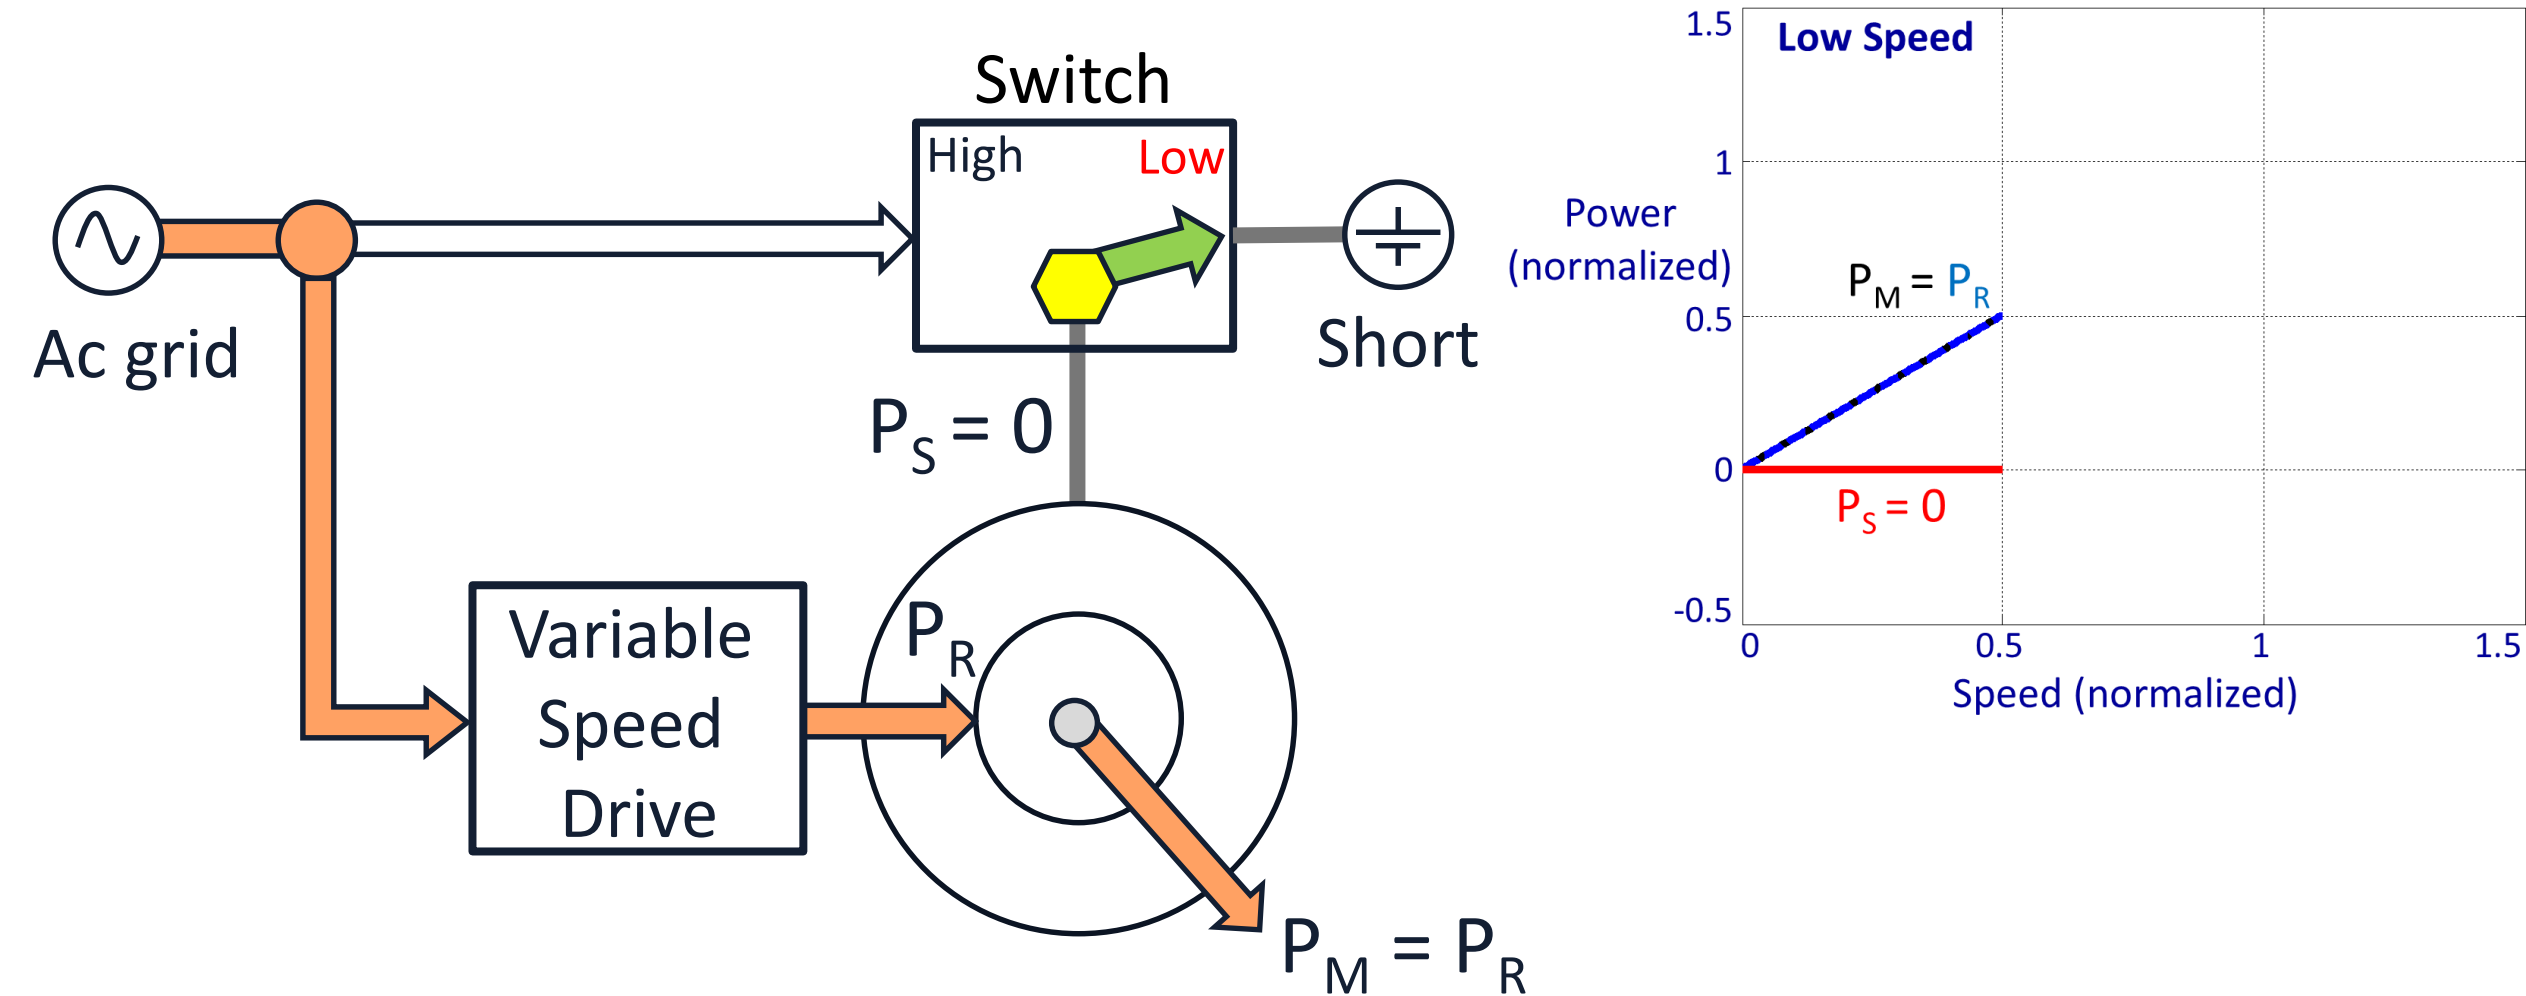 Switch
High
Low
Ac grid
Short
P_S = 0
Variable
Speed
Drive
P_R
P_M = P_R
Low Speed
Power
(normalized)
1.5
1
0.5
0
-0.5
P_M = P_R
P_S = 0
0
0.5
1
1.5
Speed (normalized)